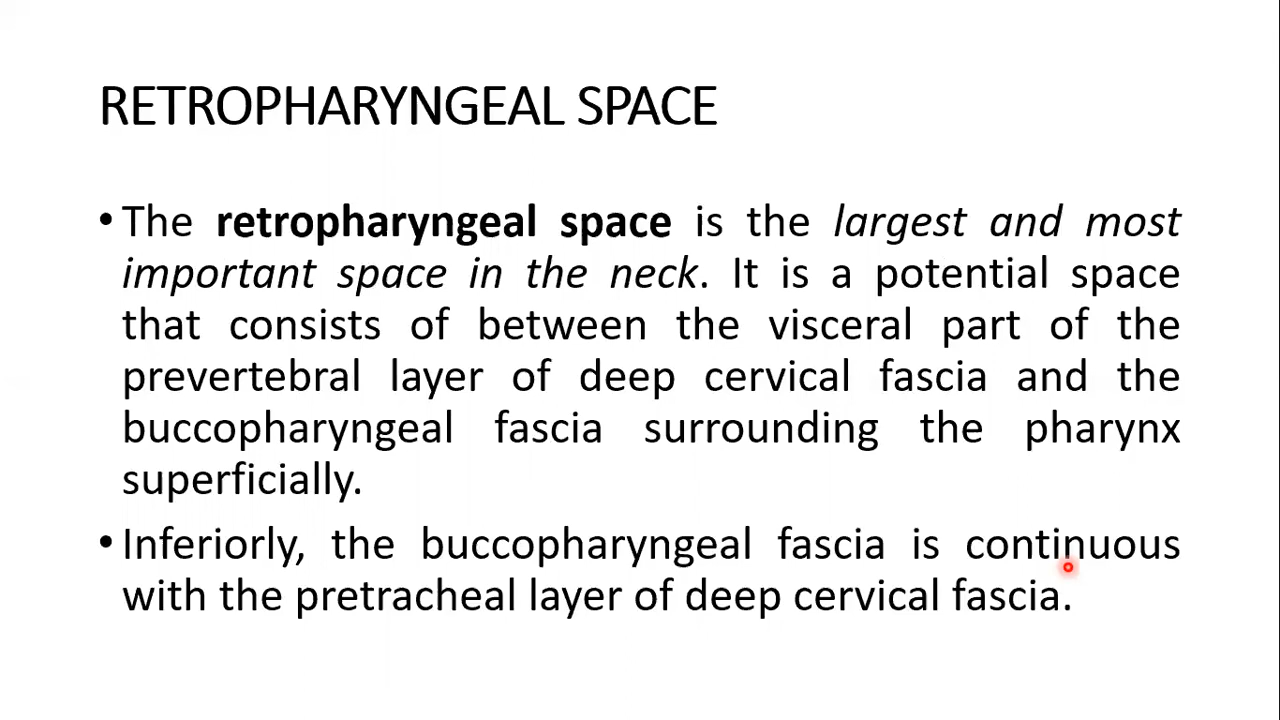 RETROPHARYNGEAL SPACE
•The retropharyngeal space is the largest and most
important space in the neck. It is a potential space
that consists of between the visceral part of the
prevertebral layer of deep cervical fascia and the
buccopharyngeal fascia surrounding the pharynx
superficially.
•Inferiorly, the buccopharyngeal fascia is continuous
with the pretracheal layer of deep cervical fascia.